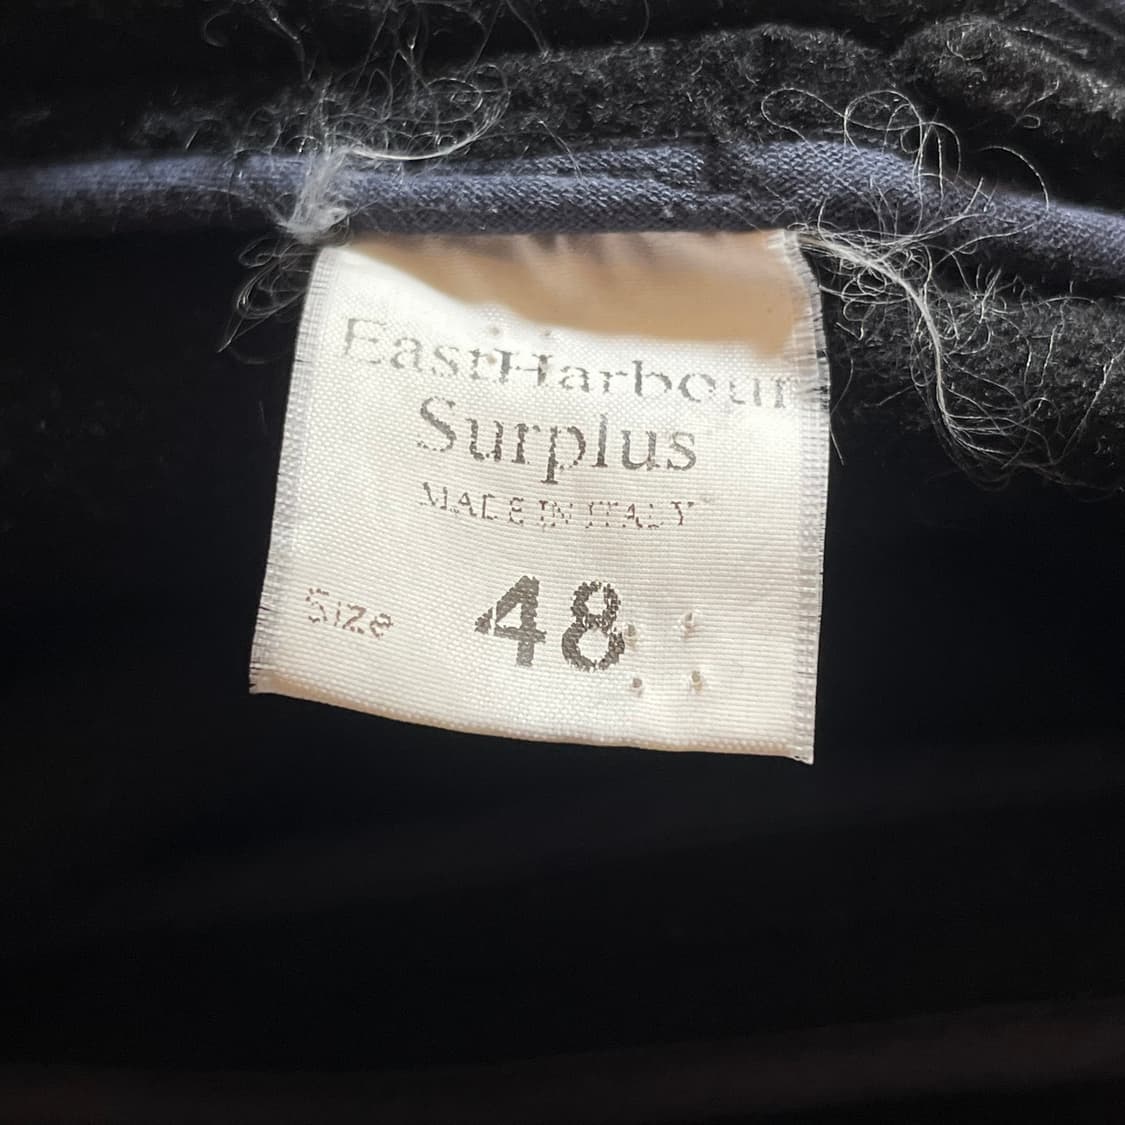 EastHarbour
Surplus
MADE IN ITALY
Size 48